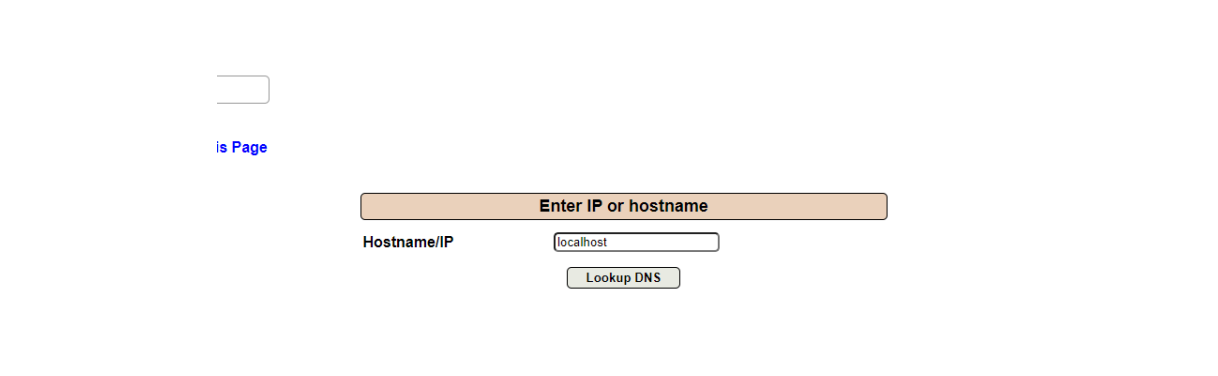 is Page
Enter IP or hostname
Hostname/IP
localhost
Lookup DNS